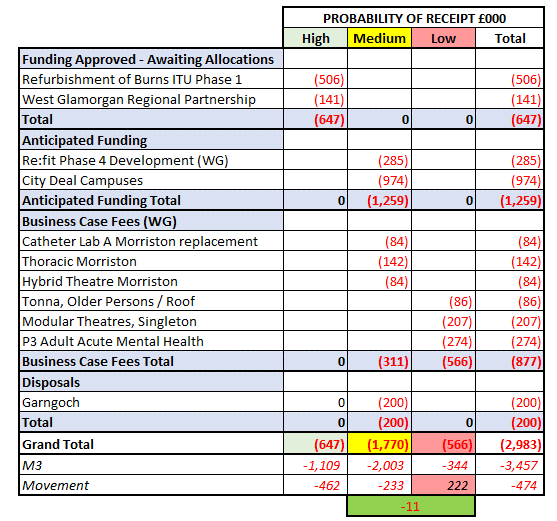 PROBABILITY OF RECEIPT £000
High Medium Low Total
Funding Approved - Awaiting Allocations
Refurbishment of Burns ITU Phase 1 (506) (506)
West Glamorgan Regional Partnership (141) (141)
Total (647) 0 0 (647)
Anticipated Funding
Re:fit Phase 4 Development (WG) (285) (285)
City Deal Campuses (974) (974)
Anticipated Funding Total 0 (1,259) 0 (1,259)
Business Case Fees (WG)
Catheter Lab A Morriston replacement (84) (84)
Thoracic Morriston (142) (142)
Hybrid Theatre Morriston (84) (84)
Tonna, Older Persons / Roof (86) (86)
Modular Theatres, Singleton (207) (207)
P3 Adult Acute Mental Health (274) (274)
Business Case Fees Total 0 (311) (566) (877)
Disposals
Garngoch 0 (200) (200)
Total 0 (200) 0 (200)
Grand Total (647) (1,770) (566) (2,983)
M3 -1,109 -2,003 -344 -3,457
Movement -462 -233 222 -474
-11